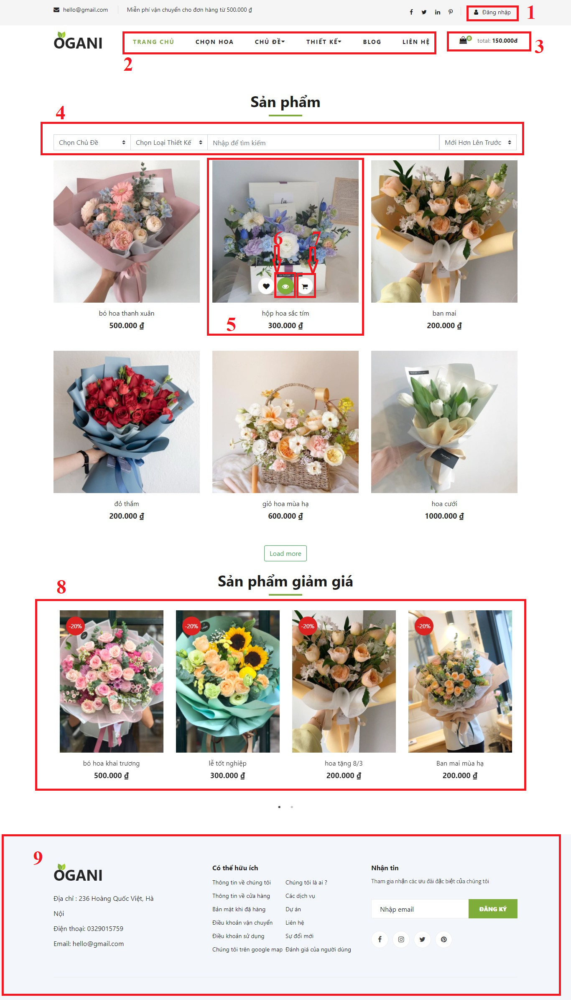 hello@gmail.com
Miễn phí vận chuyển cho đơn hàng từ 500.000 ₫
Đăng nhập
1
OGANI
TRANG CHỦ
CHỌN HOA
CHỦ ĐỀ
THIẾT KẾ
BLOG
LIÊN HỆ
0
total: 150.000đ
3
2
Sản phẩm
4
Chọn Chủ Đề
Chọn Loại Thiết Kế
Nhập để tìm kiếm
Mới Hơn Lên Trước
la
6
7
5
bó hoa thanh xuân
500.000 ₫
hộp hoa sắc tím
300.000 ₫
ban mai
200.000 ₫
đỏ thắm
200.000 ₫
giỏ hoa mùa hạ
600.000 ₫
hoa cưới
1000.000 ₫
Load more
Sản phẩm giảm giá
8
-20%
-20%
1989
-20%
-20%
bó hoa khai trương
500.000 ₫
lễ tốt nghiệp
300.000 ₫
hoa tặng 8/3
200.000 ₫
Ban mai mùa hạ
200.000 ₫
9
OGANI
Địa chỉ : 236 Hoàng Quốc Việt, Hà
Nội
Điện thoại: 0329015759
Email: hello@gmail.com
Có thể hữu ích
Thông tin về chúng tôi
Thông tin về cửa hàng
Bản mật khi đặ hàng
Điều khoản vận chuyển
Điều khoản sử dụng
Chúng tôi trên google map
Chúng tôi là ai ?
Các dịch vụ
Dự án
Liên hệ
Sự đổi mới
Đánh giá của người dùng
Nhận tin
Tham gia nhận các ưu đãi đặc biệt của chúng tôi
Nhập email
ĐĂNG KÝ